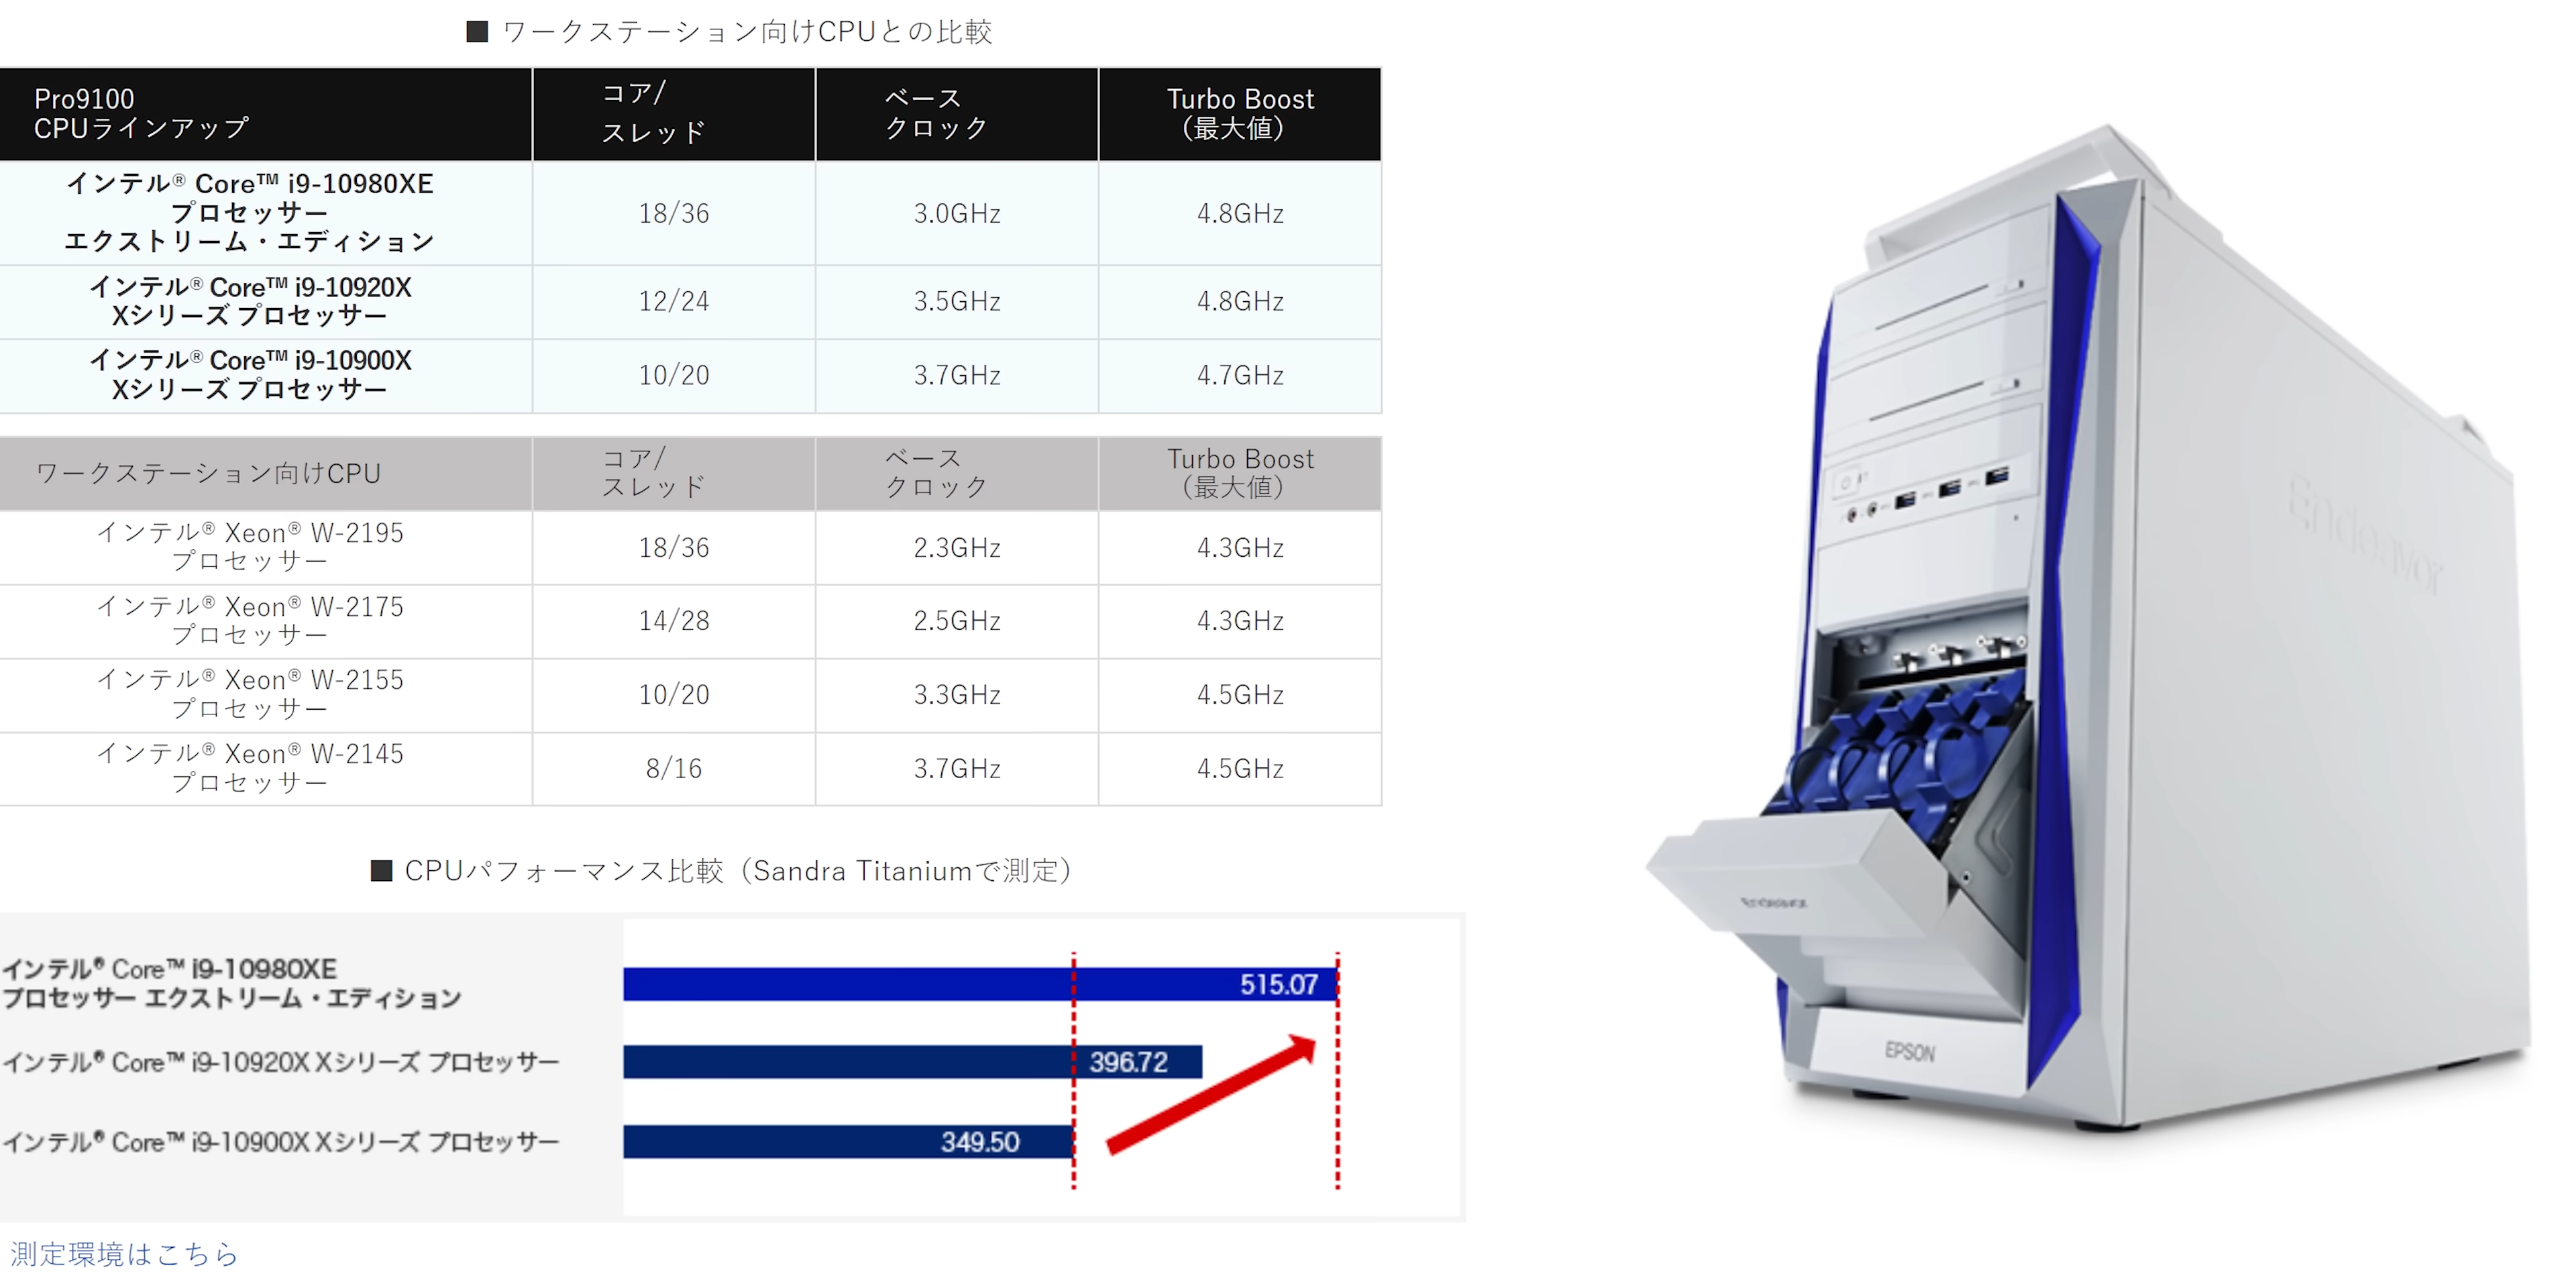 ■ ワークステーション向けCPUとの比較
Pro9100
CPUラインアップ
コア/
スレッド
ベース
クロック
Turbo Boost
（最大値）
インテル® Core™ i9-10980XE
プロセッサー
エクストリーム・エディション
18/36
3.0GHz
4.8GHz
インテル® Core™ i9-10920X
Xシリーズ プロセッサー
12/24
3.5GHz
4.8GHz
インテル® Core™ i9-10900X
Xシリーズ プロセッサー
10/20
3.7GHz
4.7GHz
ワークステーション向けCPU
コア/
スレッド
ベース
クロック
Turbo Boost
（最大値）
インテル® Xeon® W-2195
プロセッサー
18/36
2.3GHz
4.3GHz
インテル® Xeon® W-2175
プロセッサー
14/28
2.5GHz
4.3GHz
インテル® Xeon® W-2155
プロセッサー
10/20
3.3GHz
4.5GHz
インテル® Xeon® W-2145
プロセッサー
8/16
3.7GHz
4.5GHz
■ CPUパフォーマンス比較（Sandra Titaniumで測定）
インテル® Core™ i9-10980XE
プロセッサー エクストリーム・エディション
515.07
インテル® Core™ i9-10920X Xシリーズ プロセッサー
396.72
インテル® Core™ i9-10900X Xシリーズ プロセッサー
349.50
測定環境はこちら
Endeavor
Endeavor
EPSON